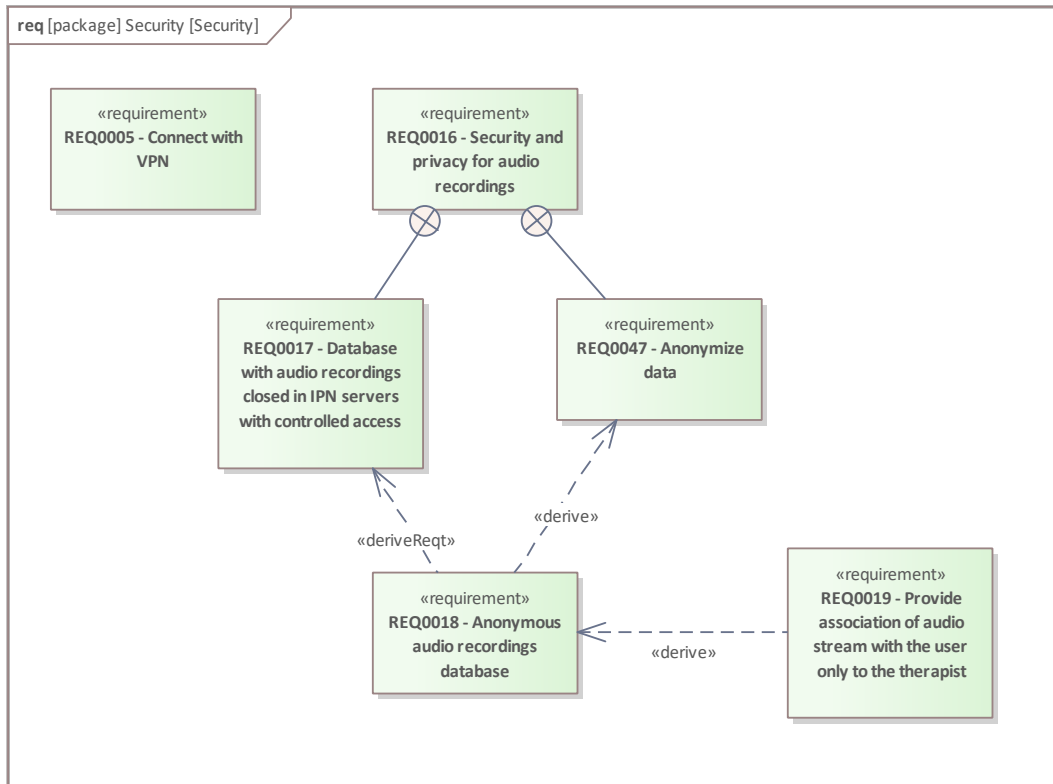 req [package] Security [Security]
«requirement»
REQ0005 - Connect with
VPN
«requirement»
REQ0016 - Security and
privacy for audio
recordings
«requirement»
REQ0017 - Database
with audio recordings
closed in IPN servers
with controlled access
«requirement»
REQ0047 - Anonymize
data
«derive»
«deriveReqt»
«requirement»
REQ0018 - Anonymous
audio recordings
database
«derive»
«requirement»
REQ0019 - Provide
association of audio
stream with the user
only to the therapist